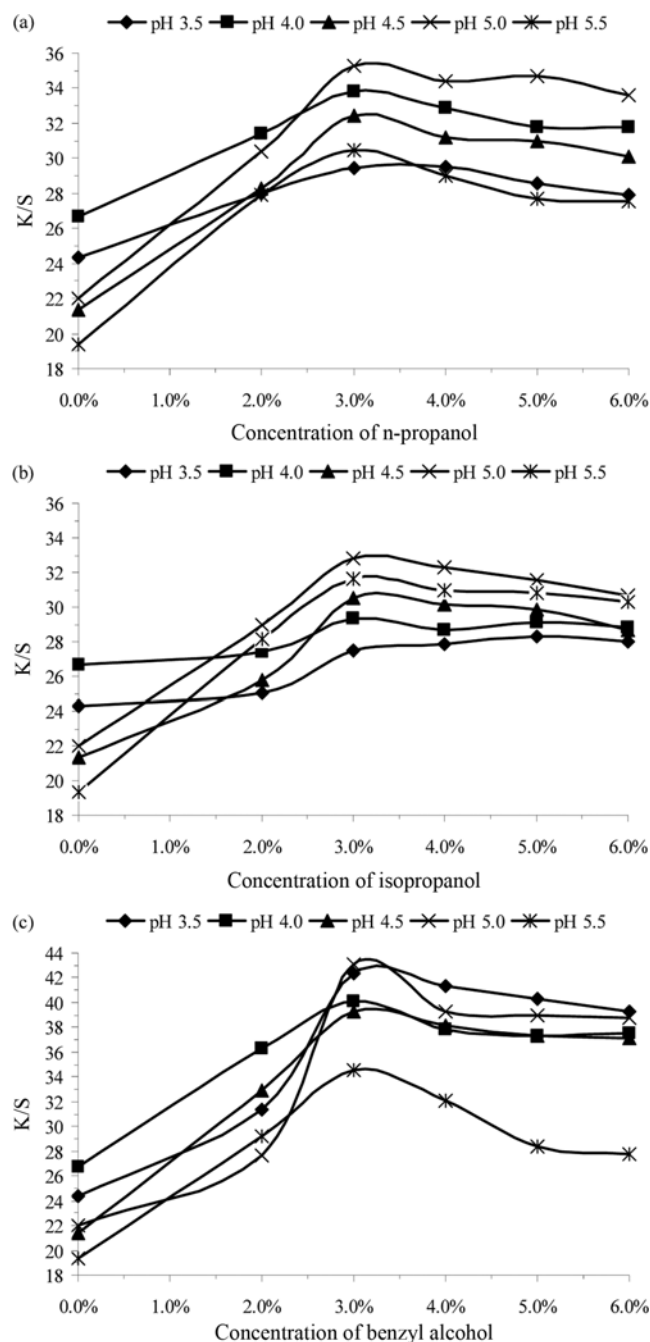 (a)
pH 3.5 pH 4.0 pH 4.5 pH 5.0 pH 5.5
36
34
32
30
28
26
24
22
20
18
K/S
0.0% 1.0% 2.0% 3.0% 4.0% 5.0% 6.0%
Concentration of n-propanol
(b)
pH 3.5 pH 4.0 pH 4.5 pH 5.0 pH 5.5
36
34
32
30
28
26
24
22
20
18
K/S
0.0% 1.0% 2.0% 3.0% 4.0% 5.0% 6.0%
Concentration of isopropanol
(c)
pH 3.5 pH 4.0 pH 4.5 pH 5.0 pH 5.5
44
42
40
38
36
34
32
30
28
26
24
22
20
18
K/S
0.0% 1.0% 2.0% 3.0% 4.0% 5.0% 6.0%
Concentration of benzyl alcohol